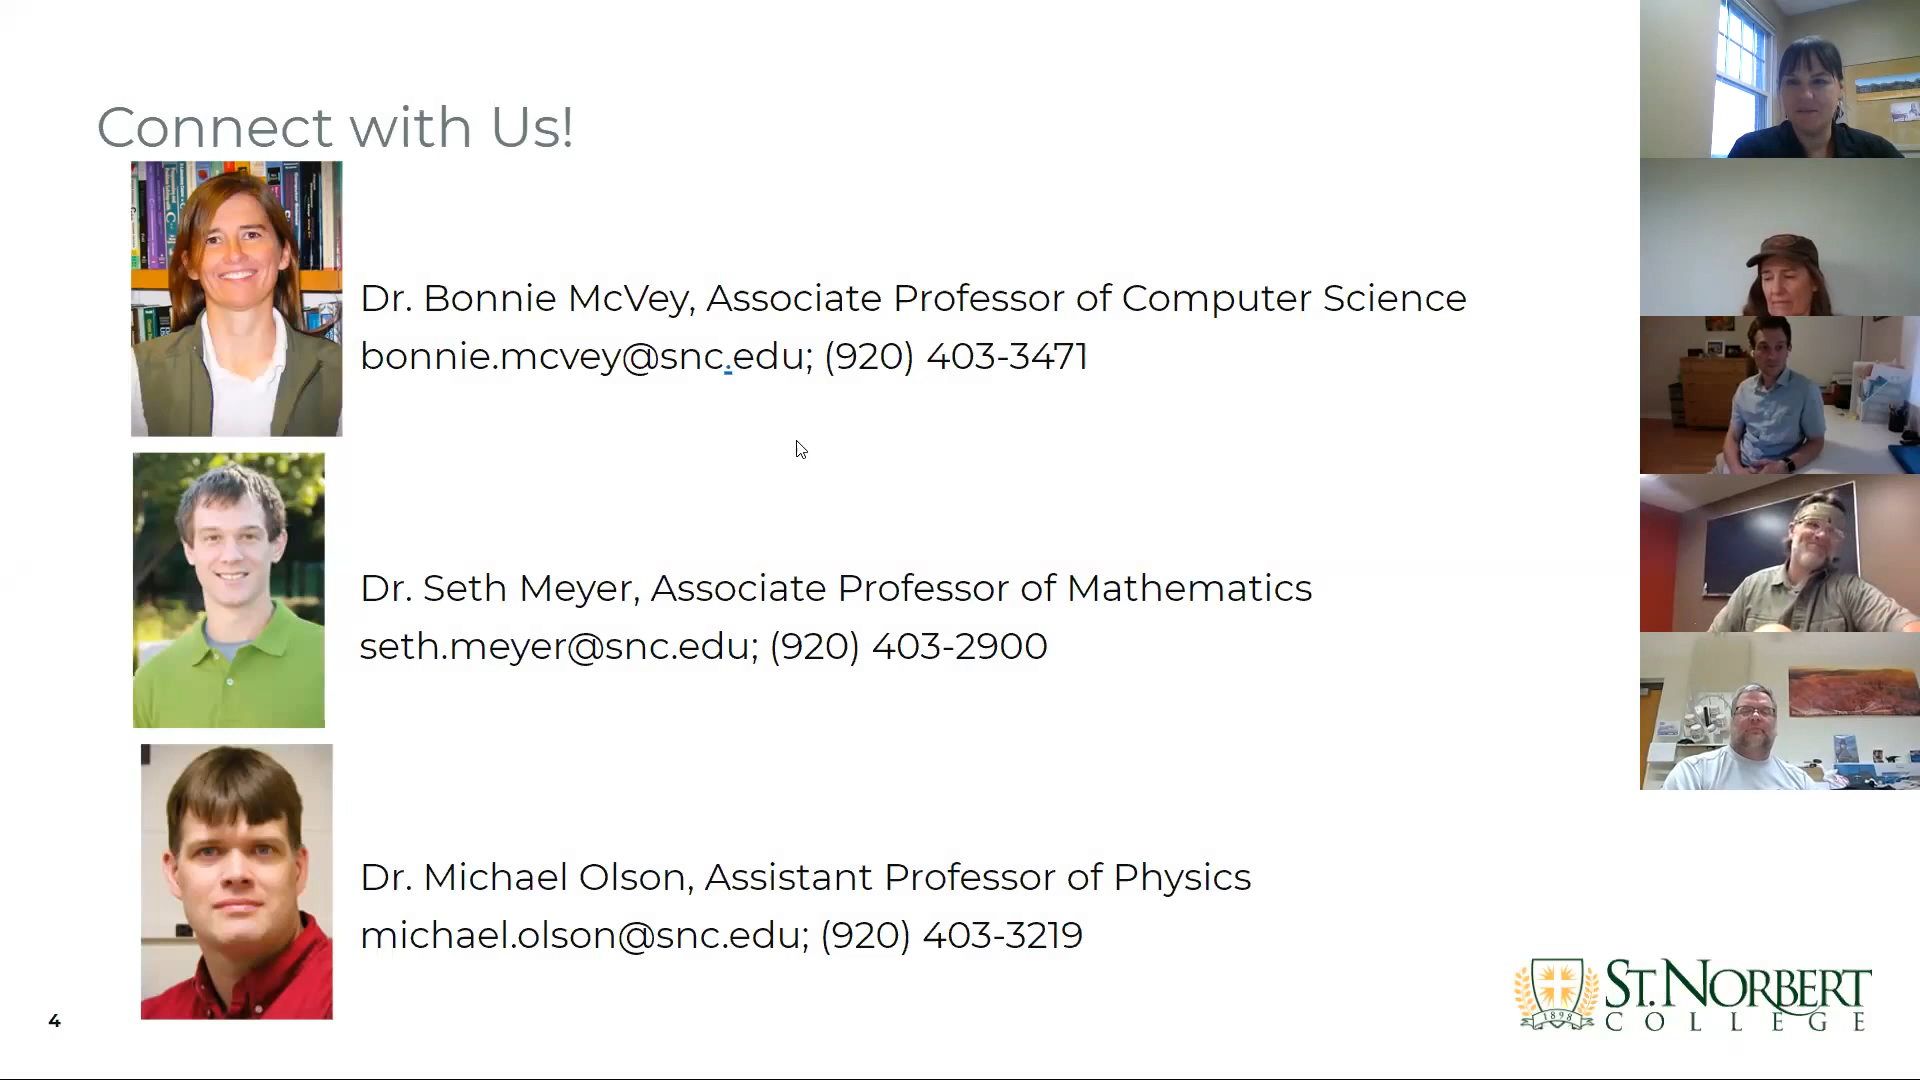 Connect with Us!
Dr. Bonnie McVey, Associate Professor of Computer Science
bonnie.mcvey@snc.edu; (920) 403-3471
Dr. Seth Meyer, Associate Professor of Mathematics
seth.meyer@snc.edu; (920) 403-2900
Dr. Michael Olson, Assistant Professor of Physics
michael.olson@snc.edu; (920) 403-3219
4
1898
ST. NORBERT
COLLEGE